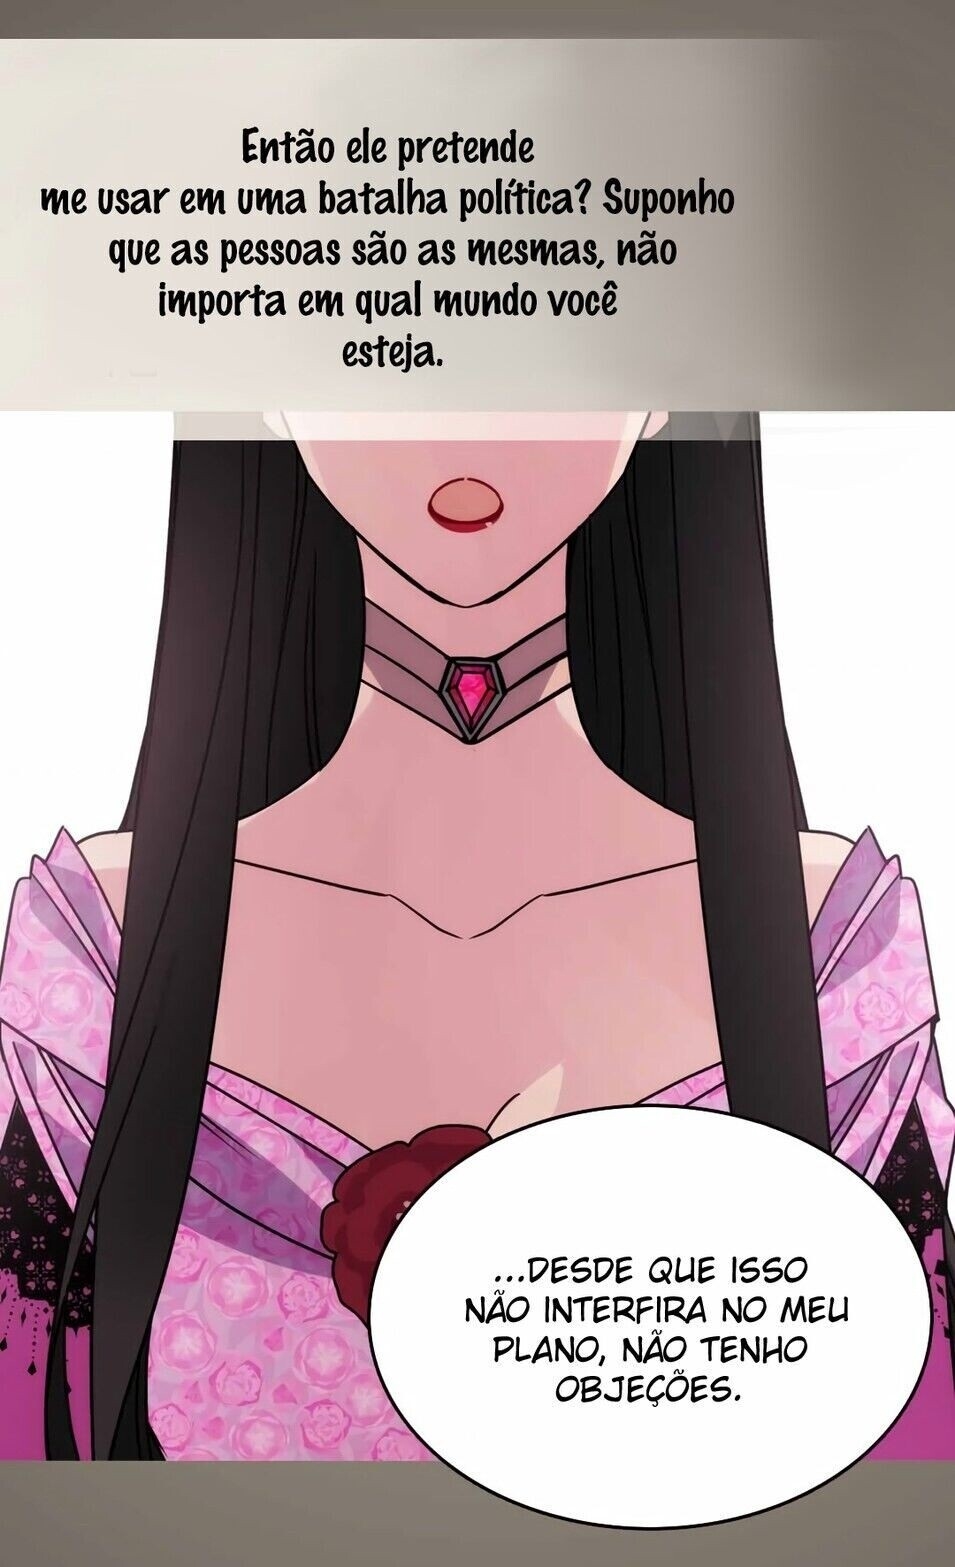 Então ele pretende
me usar em uma batalha política? Suponho
que as pessoas são as mesmas, não
importa em qual mundo você
esteja.
...DESDE QUE ISSO
NÃO INTERFIRA NO MEU
PLANO, NÃO TENHO
OBJEÇÕES.